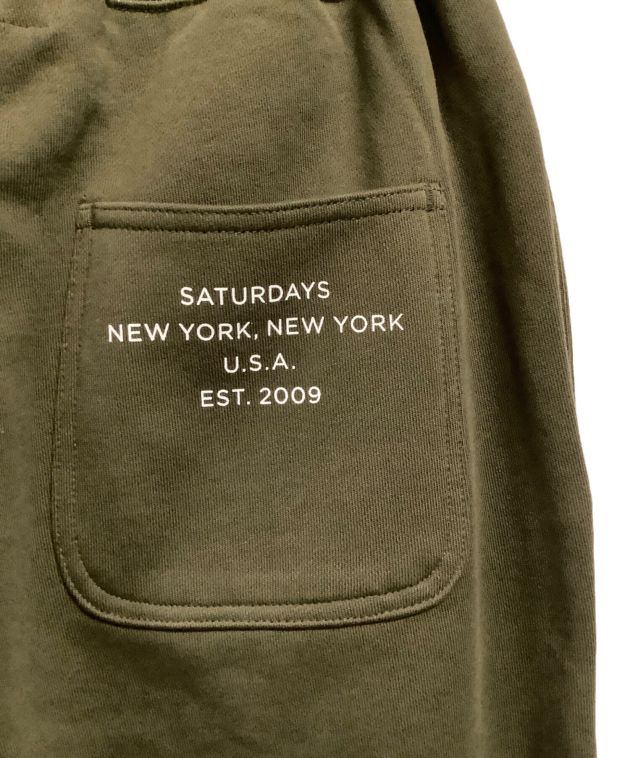 SATURDAYS
NEW YORK, NEW YORK
U.S.A.
EST. 2009